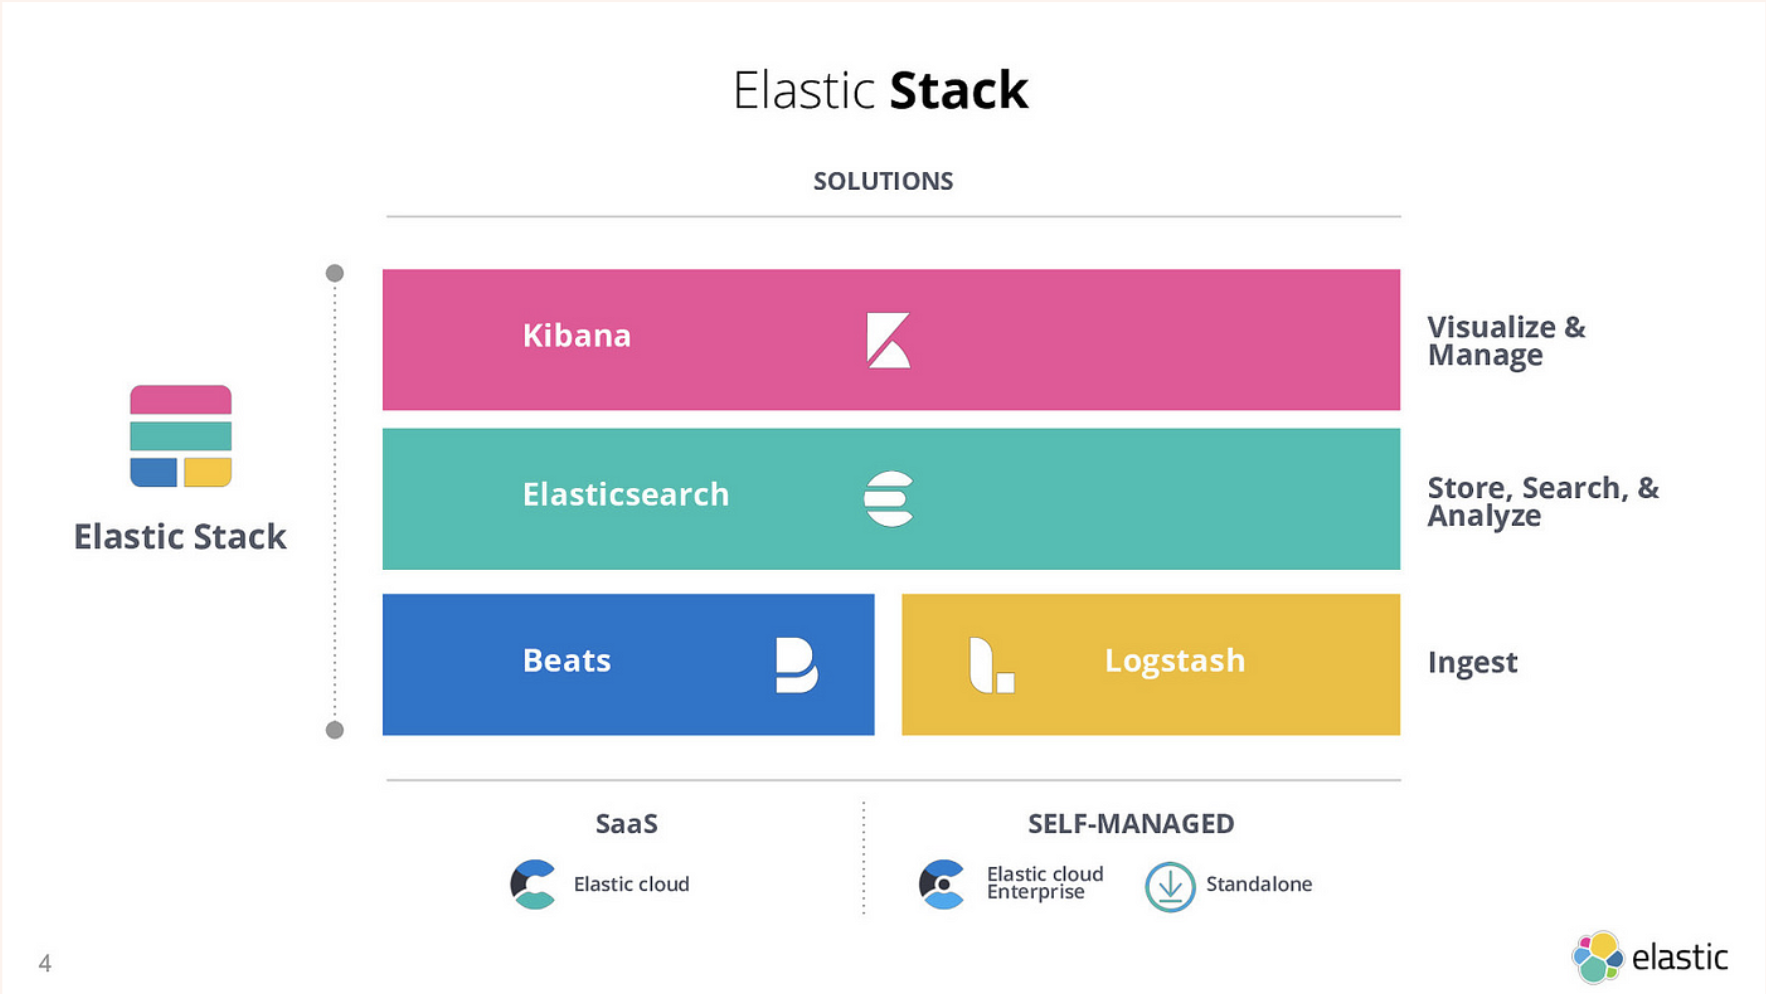 Elastic Stack
SOLUTIONS
Kibana
Visualize &
Manage
Elasticsearch
Store, Search, &
Analyze
Elastic Stack
Beats
Logstash
Ingest
SaaS
SELF-MANAGED
Elastic cloud
Elastic cloud
Enterprise
Standalone
4
elastic